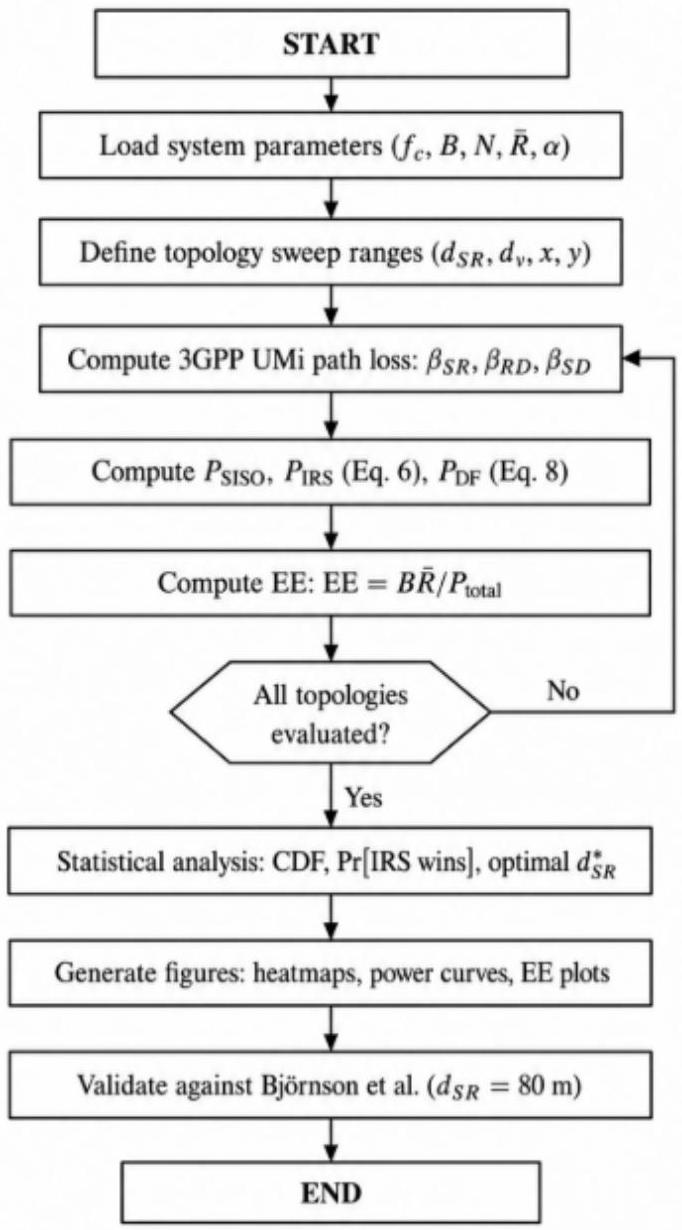 START
Load system parameters (f_c, B, N, R̄, α)
Define topology sweep ranges (d_SR, d_v, x, y)
Compute 3GPP UMi path loss: β_SR, β_RD, β_SD
Compute P_SISO, P_IRS (Eq. 6), P_DF (Eq. 8)
Compute EE: EE = BR̄/P_total
All topologies
evaluated?
No
Yes
Statistical analysis: CDF, Pr[IRS wins], optimal d*_SR
Generate figures: heatmaps, power curves, EE plots
Validate against Björnson et al. (d_SR = 80 m)
END